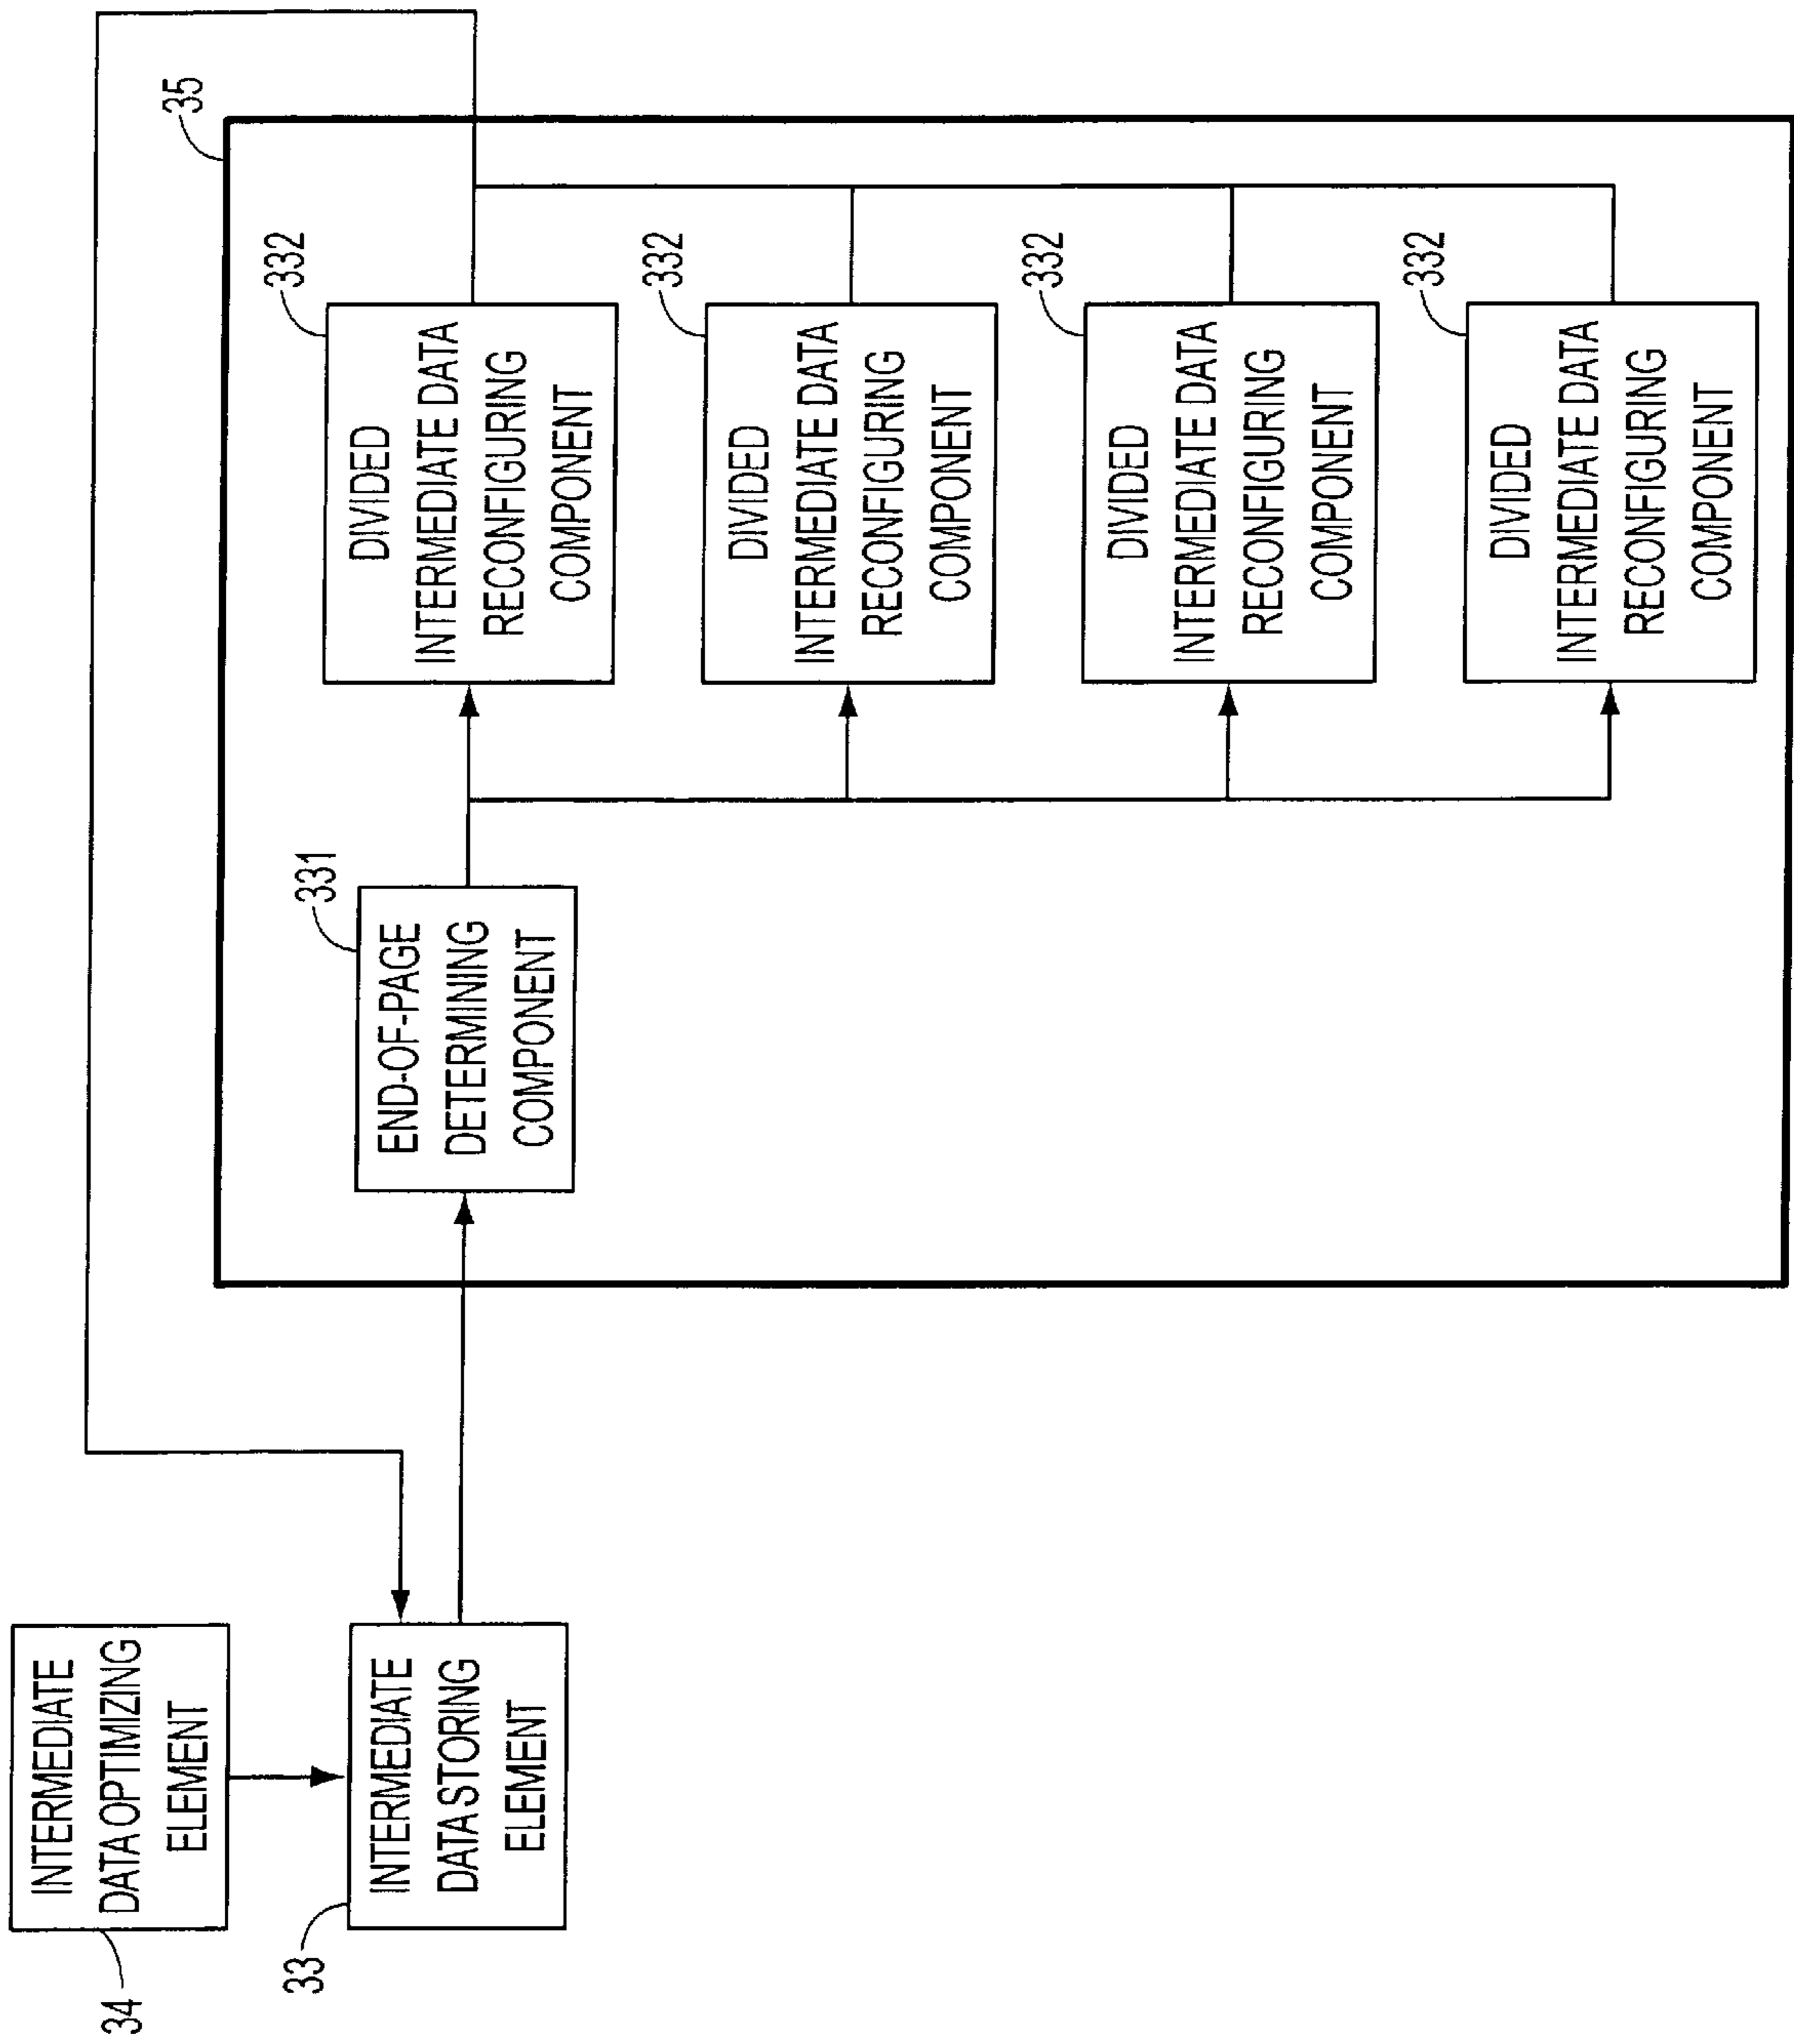 34
INTERMEDIATE
DATA OPTIMIZING
ELEMENT
33
INTERMEDIATE
DATA STORING
ELEMENT
35
331
END-OF-PAGE
DETERMINING
COMPONENT
332
DIVIDED
INTERMEDIATE DATA
RECONFIGURING
COMPONENT
332
DIVIDED
INTERMEDIATE DATA
RECONFIGURING
COMPONENT
332
DIVIDED
INTERMEDIATE DATA
RECONFIGURING
COMPONENT
332
DIVIDED
INTERMEDIATE DATA
RECONFIGURING
COMPONENT